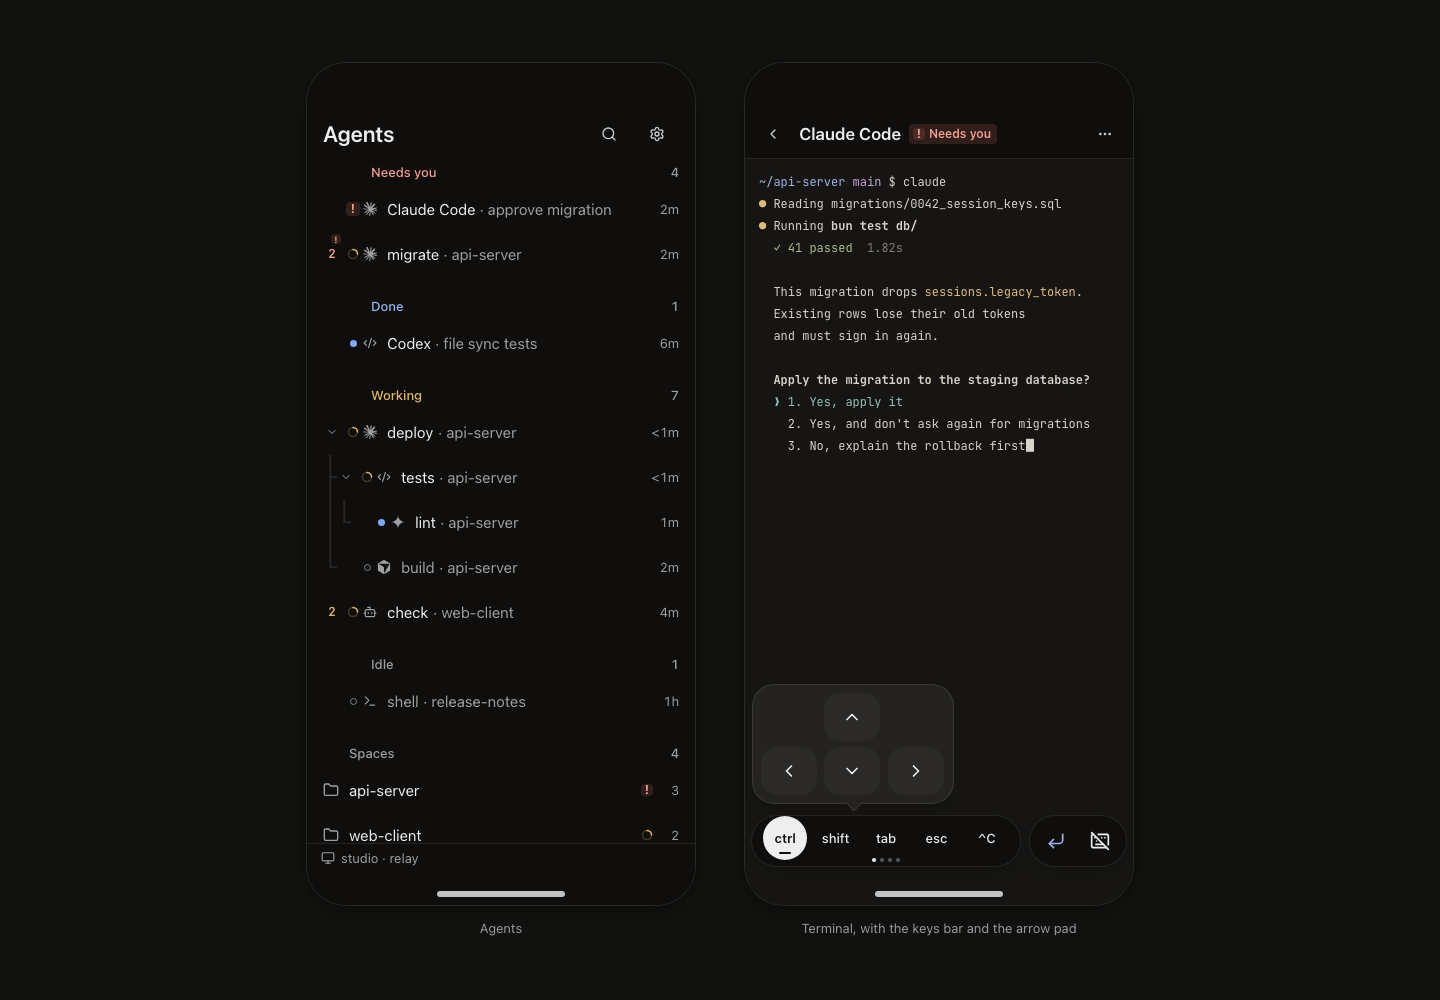 Agents
Needs you 4
! Claude Code · approve migration 2m
!
2 migrate · api-server 2m
Done 1
Codex · file sync tests 6m
Working 7
deploy · api-server <1m
tests · api-server <1m
lint · api-server 1m
build · api-server 2m
2 check · web-client 4m
Idle 1
shell · release-notes 1h
Spaces 4
api-server ! 3
web-client 2
studio · relay
Agents
Claude Code ! Needs you
~/api-server main $ claude
Reading migrations/0042_session_keys.sql
Running bun test db/
✓ 41 passed 1.82s
This migration drops sessions.legacy_token.
Existing rows lose their old tokens
and must sign in again.
Apply the migration to the staging database?
❯ 1. Yes, apply it
2. Yes, and don't ask again for migrations
3. No, explain the rollback first
ctrl shift tab esc ^C
Terminal, with the keys bar and the arrow pad